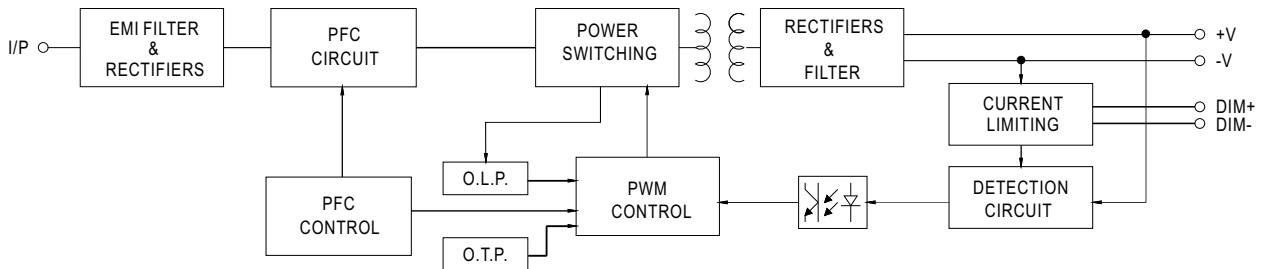 I/P
EMI FILTER
&
RECTIFIERS
PFC
CIRCUIT
POWER
SWITCHING
RECTIFIERS
&
FILTER
+V
-V
CURRENT
LIMITING
DIM+
DIM-
O.L.P.
PFC
CONTROL
PWM
CONTROL
DETECTION
CIRCUIT
O.T.P.